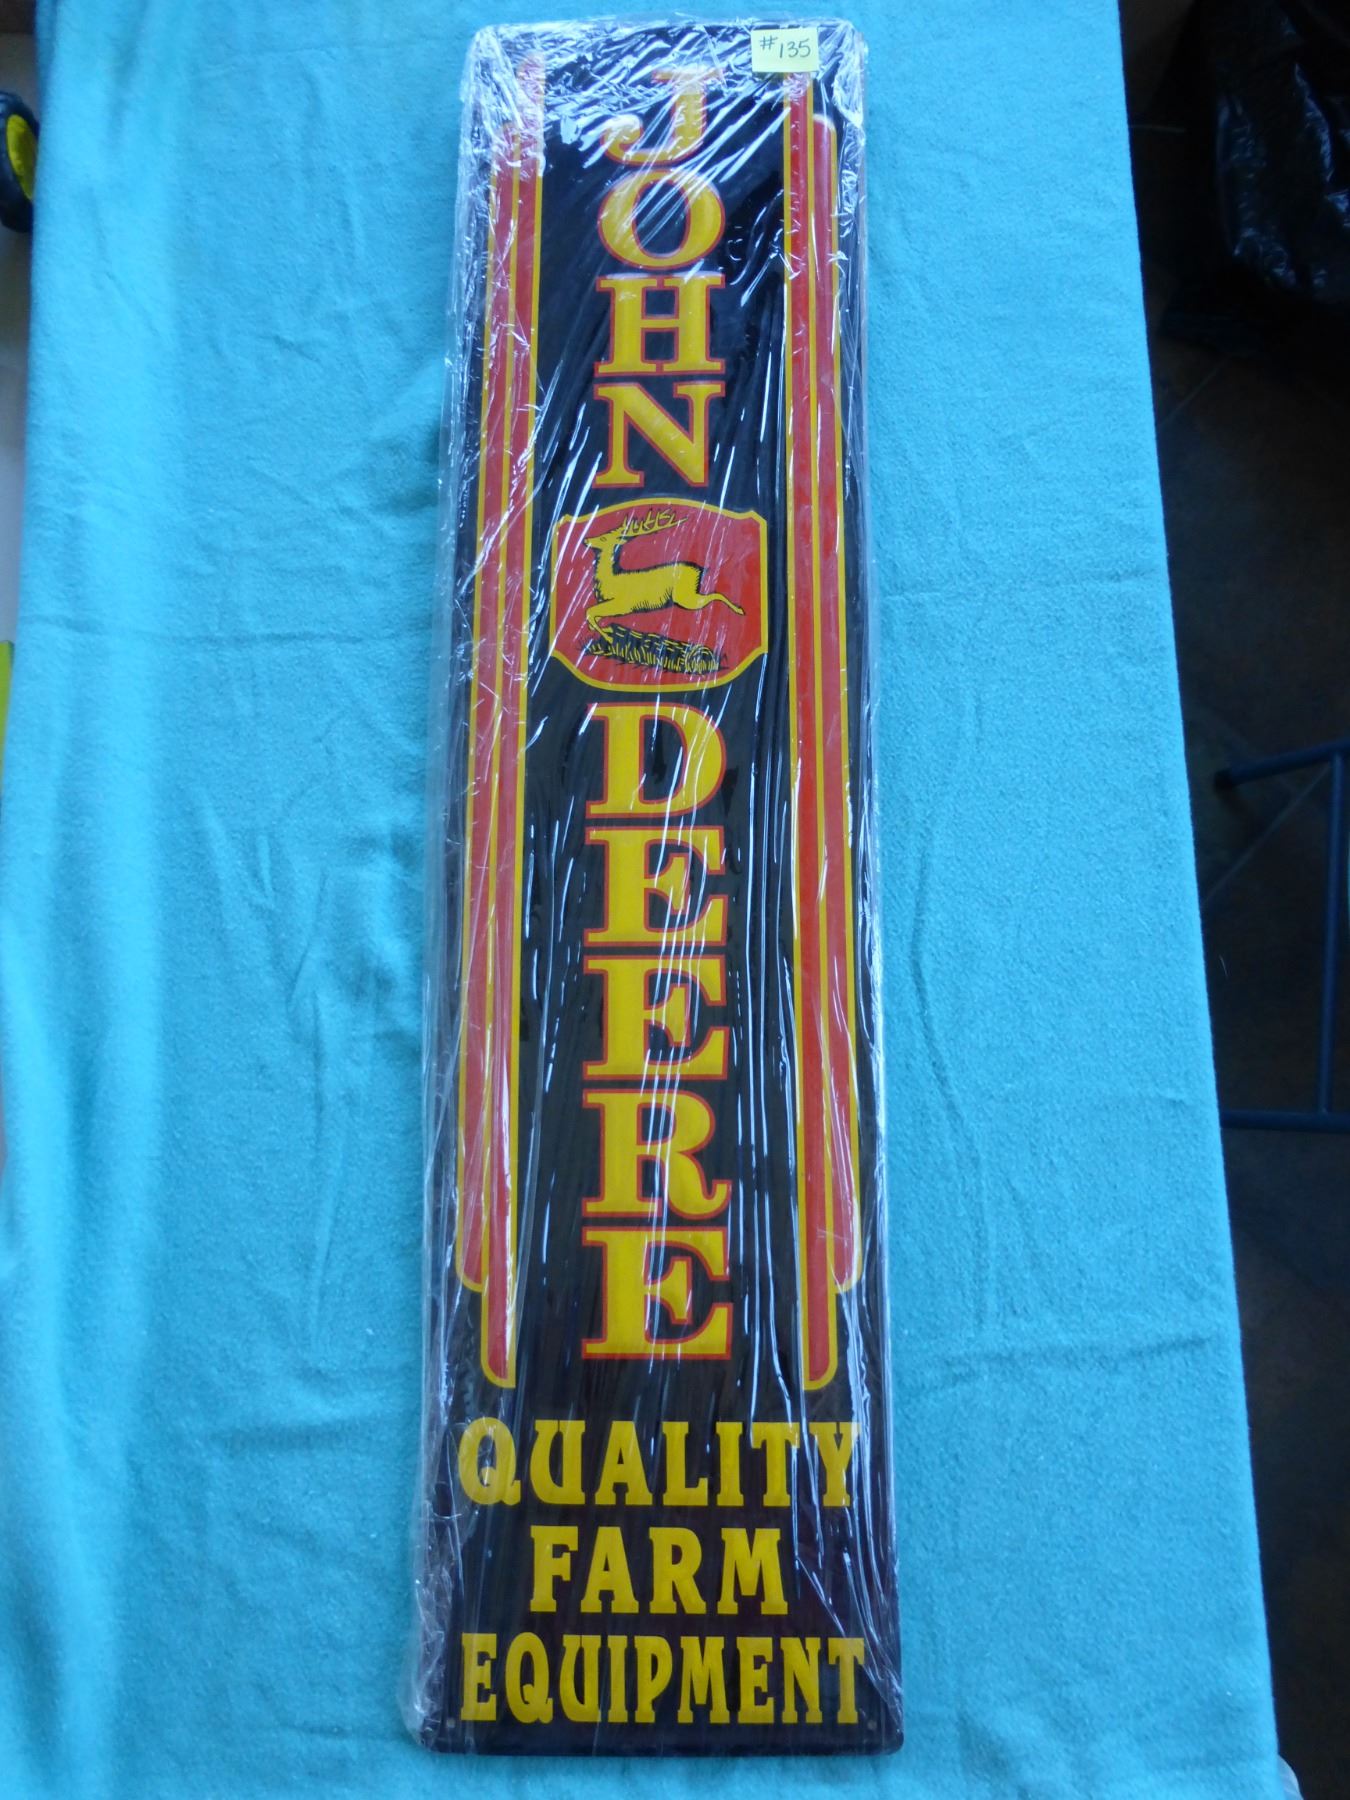 #135
JOHN
DEERE
QUALITY
FARM
EQUIPMENT